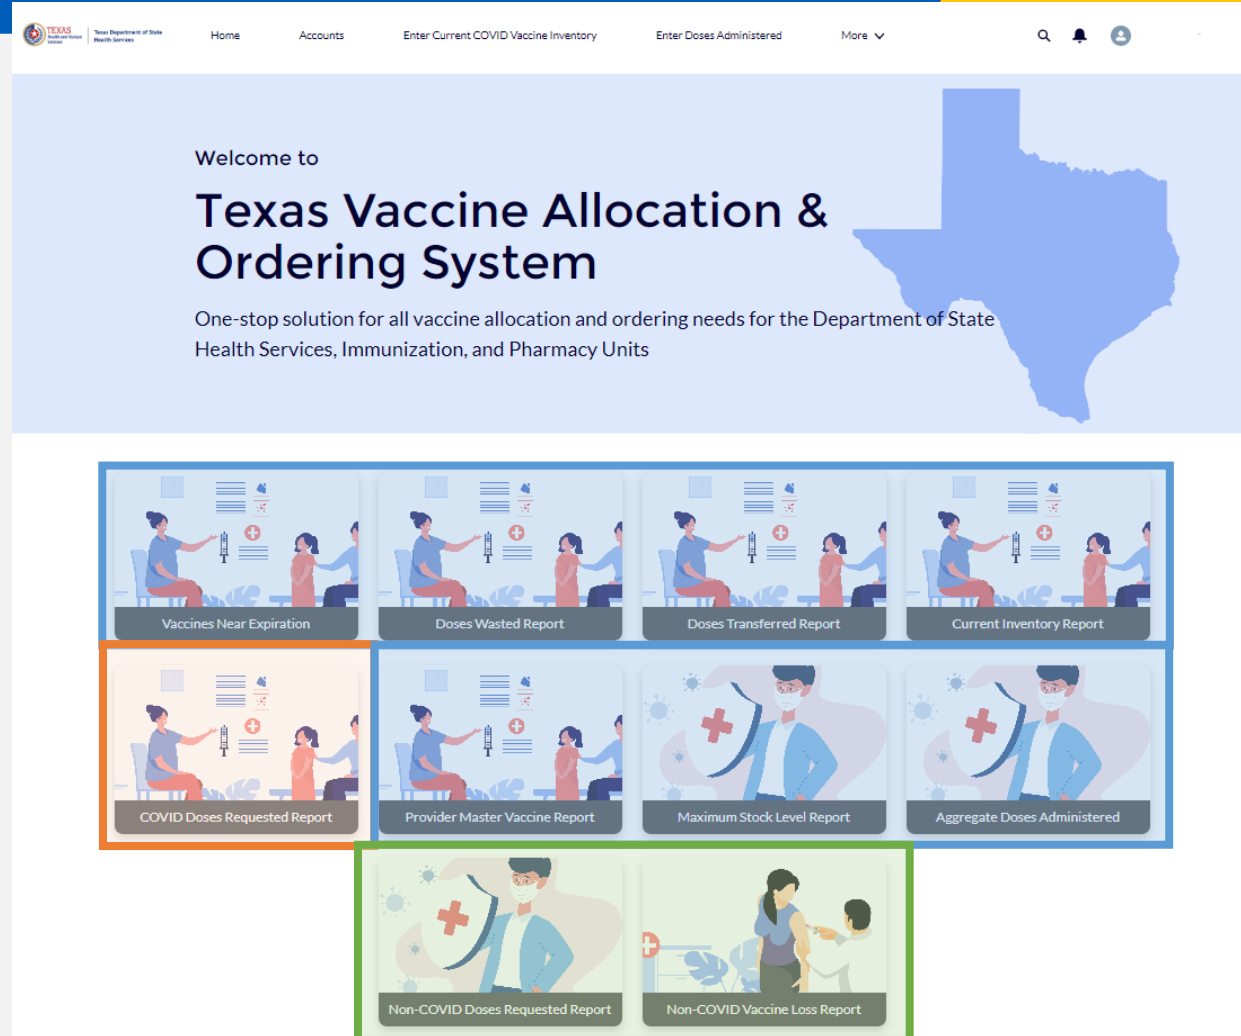 TEXAS
Health and Human
Services
Texas Department of State
Health Services
Home
Accounts
Enter Current COVID Vaccine Inventory
Enter Doses Administered
More
Welcome to
Texas Vaccine Allocation &
Ordering System
One-stop solution for all vaccine allocation and ordering needs for the Department of State
Health Services, Immunization, and Pharmacy Units
Vaccines Near Expiration
Doses Wasted Report
Doses Transferred Report
Current Inventory Report
COVID Doses Requested Report
Provider Master Vaccine Report
Maximum Stock Level Report
Aggregate Doses Administered
Non-COVID Doses Requested Report
Non-COVID Vaccine Loss Report